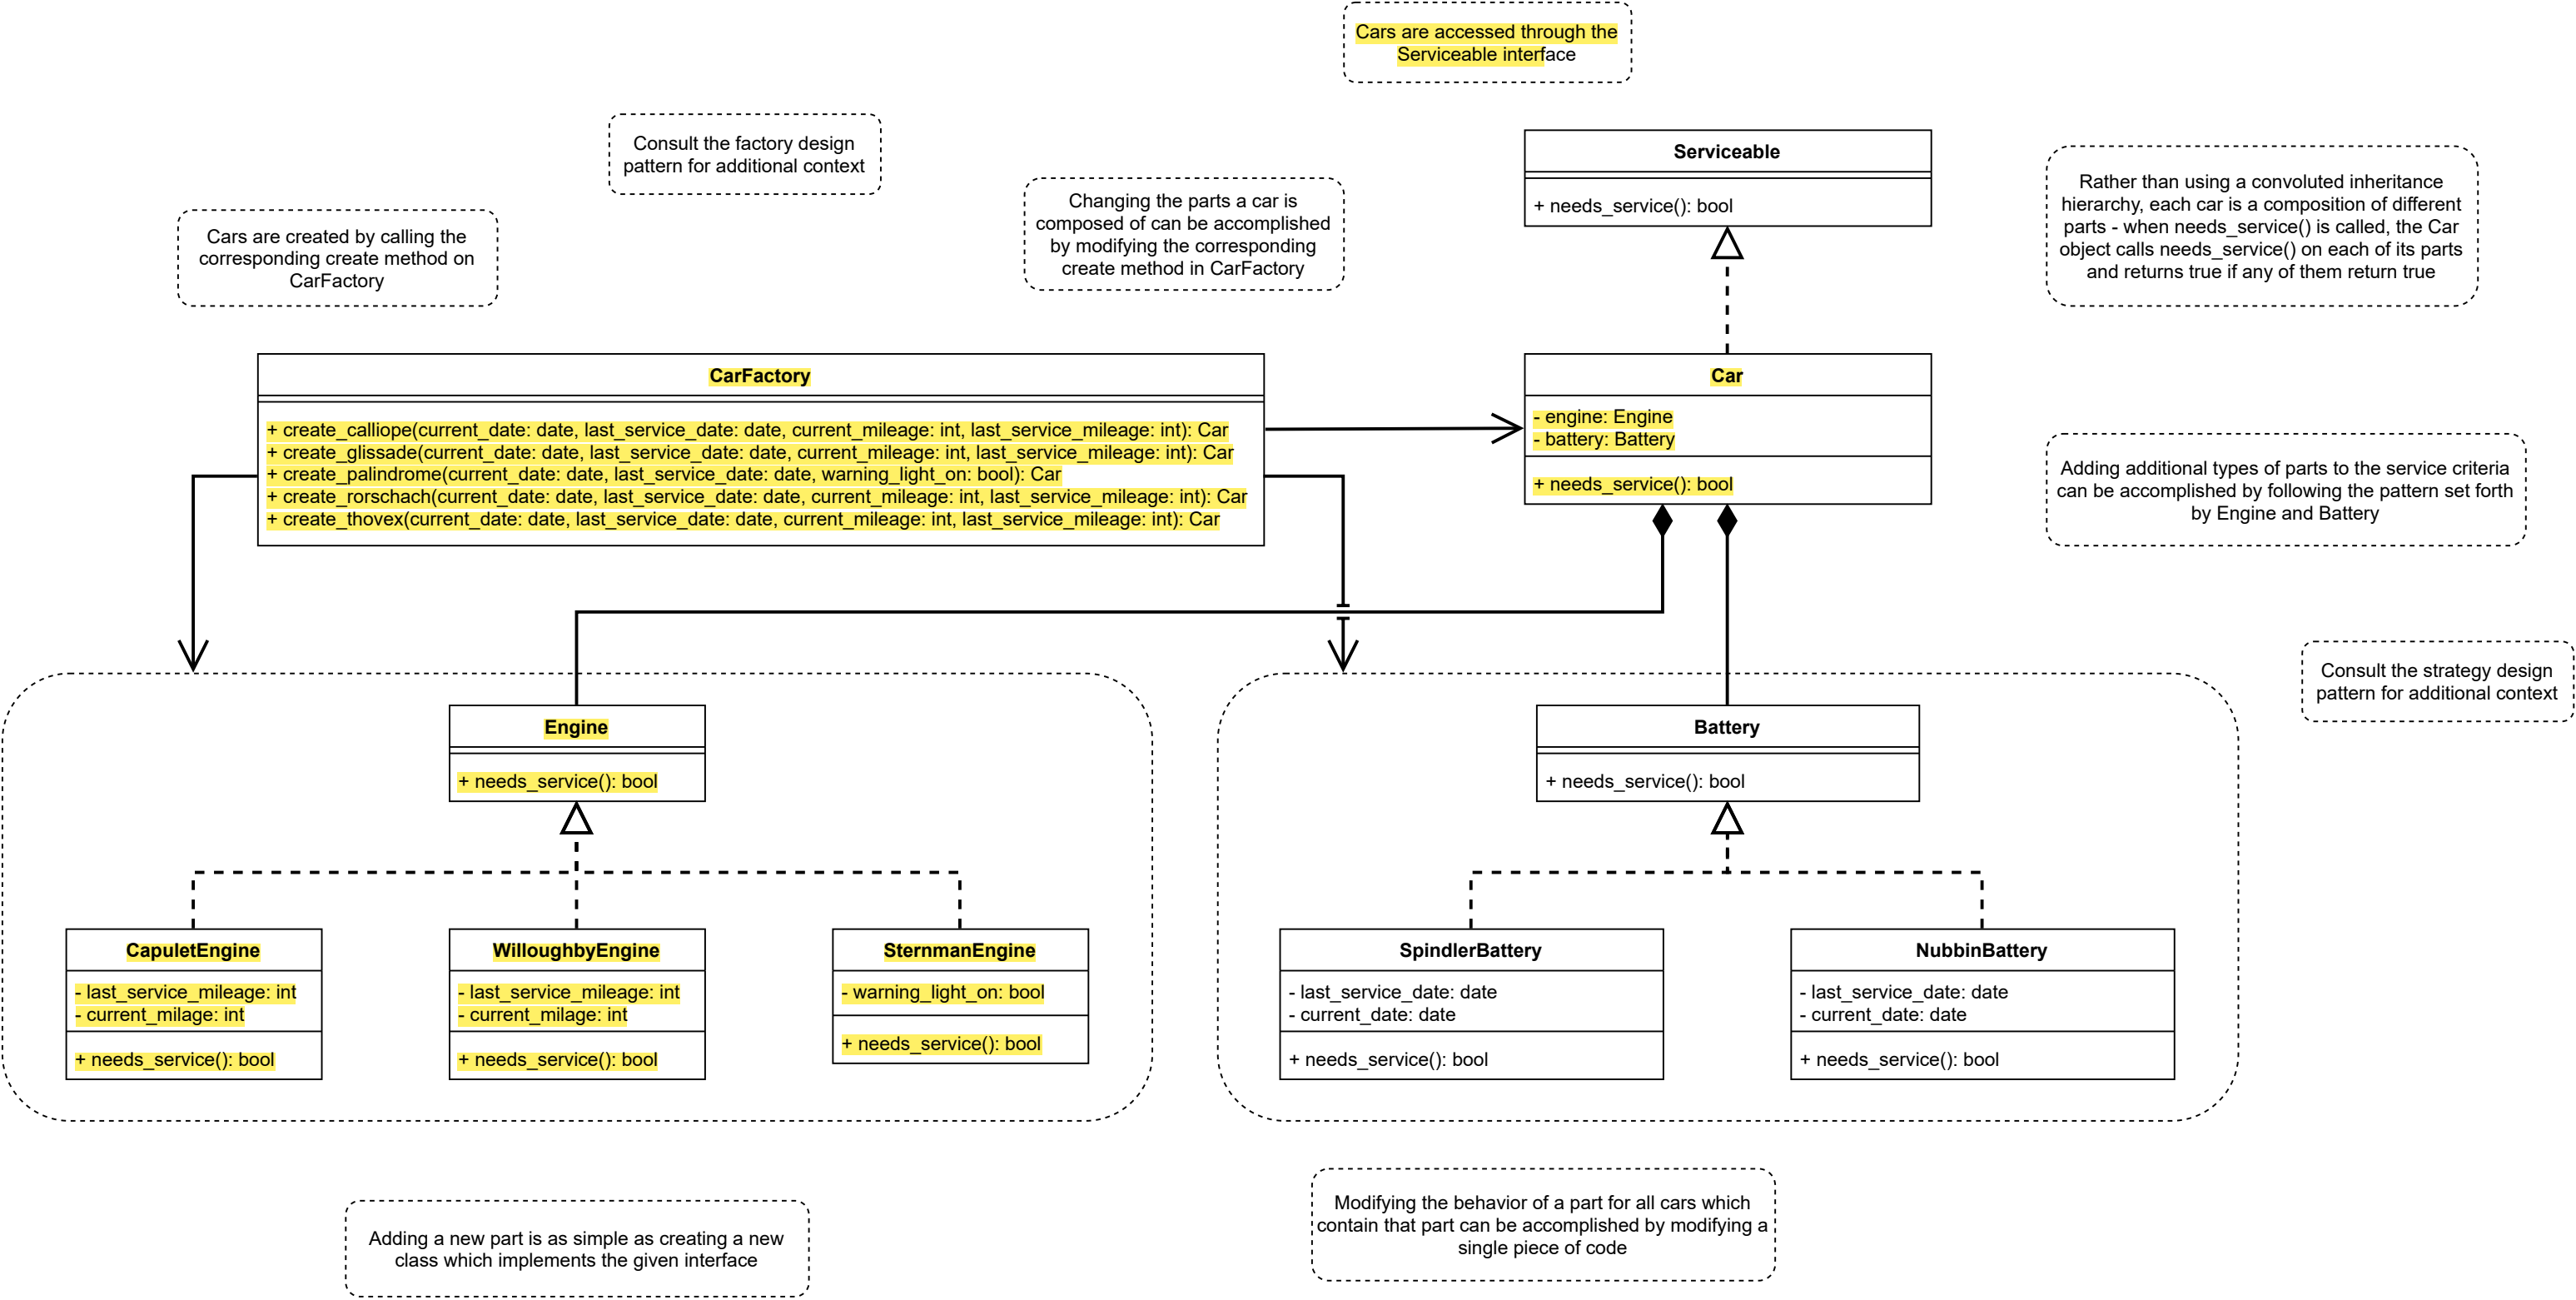 Cars are accessed through the
Serviceable interface
Consult the factory design
pattern for additional context
Serviceable
+ needs_service(): bool
Rather than using a convoluted inheritance
hierarchy, each car is a composition of different
parts - when needs_service() is called, the Car
object calls needs_service() on each of its parts
and returns true if any of them return true
Changing the parts a car is
composed of can be accomplished
by modifying the corresponding
create method in CarFactory
Cars are created by calling the
corresponding create method on
CarFactory
CarFactory
+ create_calliope(current_date: date, last_service_date: date, current_mileage: int, last_service_mileage: int): Car
+ create_glissade(current_date: date, last_service_date: date, current_mileage: int, last_service_mileage: int): Car
+ create_palindrome(current_date: date, last_service_date: date, warning_light_on: bool): Car
+ create_rorschach(current_date: date, last_service_date: date, current_mileage: int, last_service_mileage: int): Car
+ create_thovex(current_date: date, last_service_date: date, current_mileage: int, last_service_mileage: int): Car
Car
- engine: Engine
- battery: Battery
+ needs_service(): bool
Adding additional types of parts to the service criteria
can be accomplished by following the pattern set forth
by Engine and Battery
Consult the strategy design
pattern for additional context
Engine
+ needs_service(): bool
Battery
+ needs_service(): bool
CapuletEngine
- last_service_mileage: int
- current_milage: int
+ needs_service(): bool
WilloughbyEngine
- last_service_mileage: int
- current_milage: int
+ needs_service(): bool
SternmanEngine
- warning_light_on: bool
+ needs_service(): bool
SpindlerBattery
- last_service_date: date
- current_date: date
+ needs_service(): bool
NubbinBattery
- last_service_date: date
- current_date: date
+ needs_service(): bool
Adding a new part is as simple as creating a new
class which implements the given interface
Modifying the behavior of a part for all cars which
contain that part can be accomplished by modifying a
single piece of code